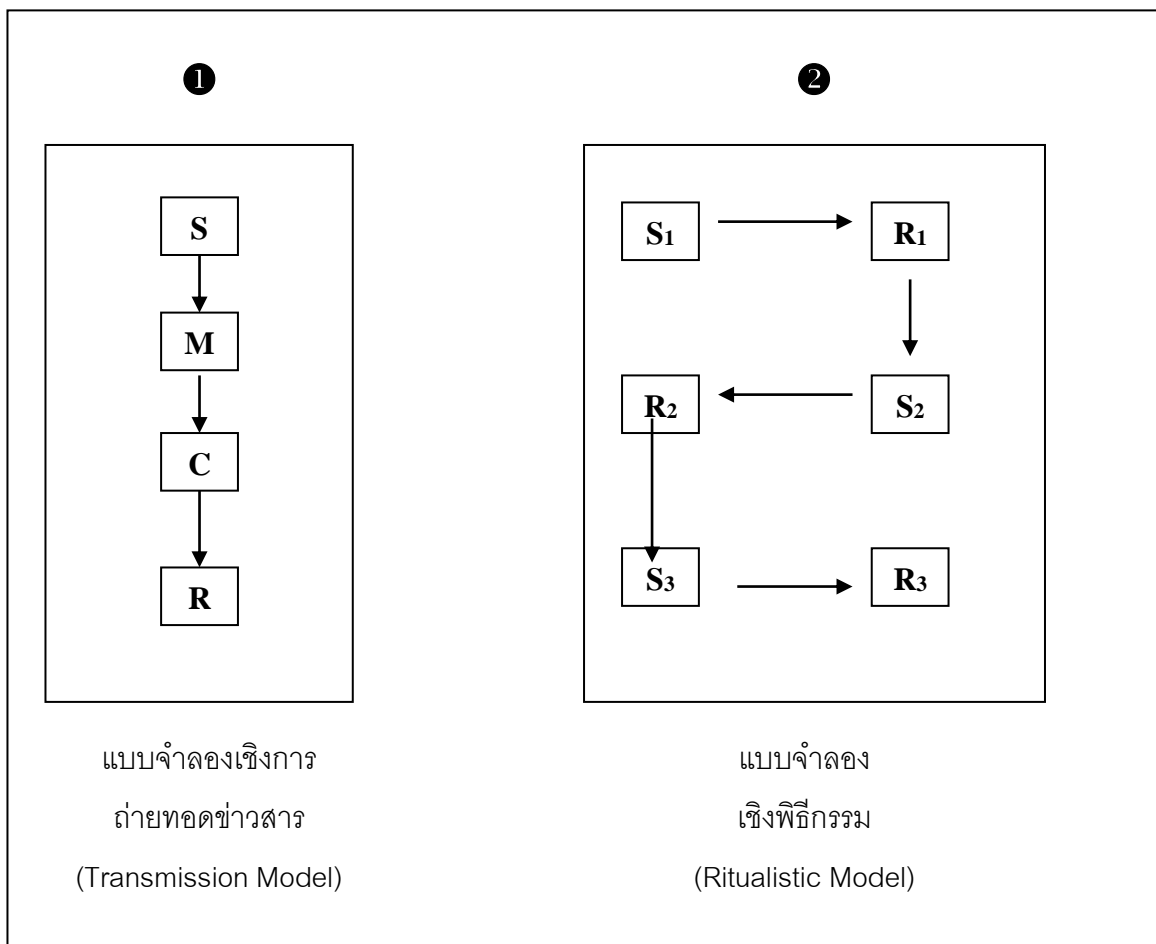 ❶ ❷
S
M
C
R
S1 R1
R2 S2
S3 R3
แบบจำลองเชิงการ
ถ่ายทอดข่าวสาร
(Transmission Model)
แบบจำลอง
เชิงพิธีกรรม
(Ritualistic Model)